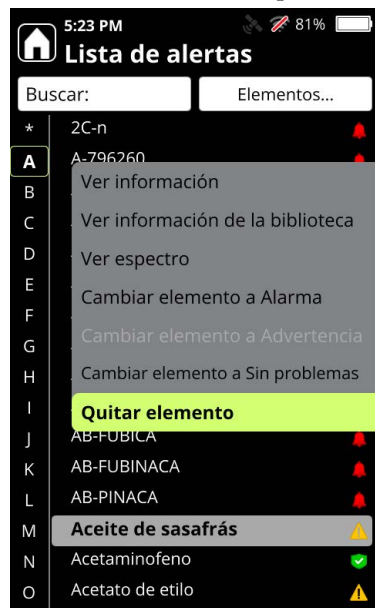 5:23 PM
81%
Lista de alertas
Buscar:
Elementos...
*
2C-n
A
A-796260
B
Ver información
C
Ver información de la biblioteca
D
Ver espectro
E
Cambiar elemento a Alarma
F
G
Cambiar elemento a Advertencia
H
Cambiar elemento a Sin problemas
I
Quitar elemento
J
AB-FUBICA
K
AB-FUBINACA
L
AB-PINACA
M
Aceite de sasafrás
N
Acetaminofeno
O
Acetato de etilo